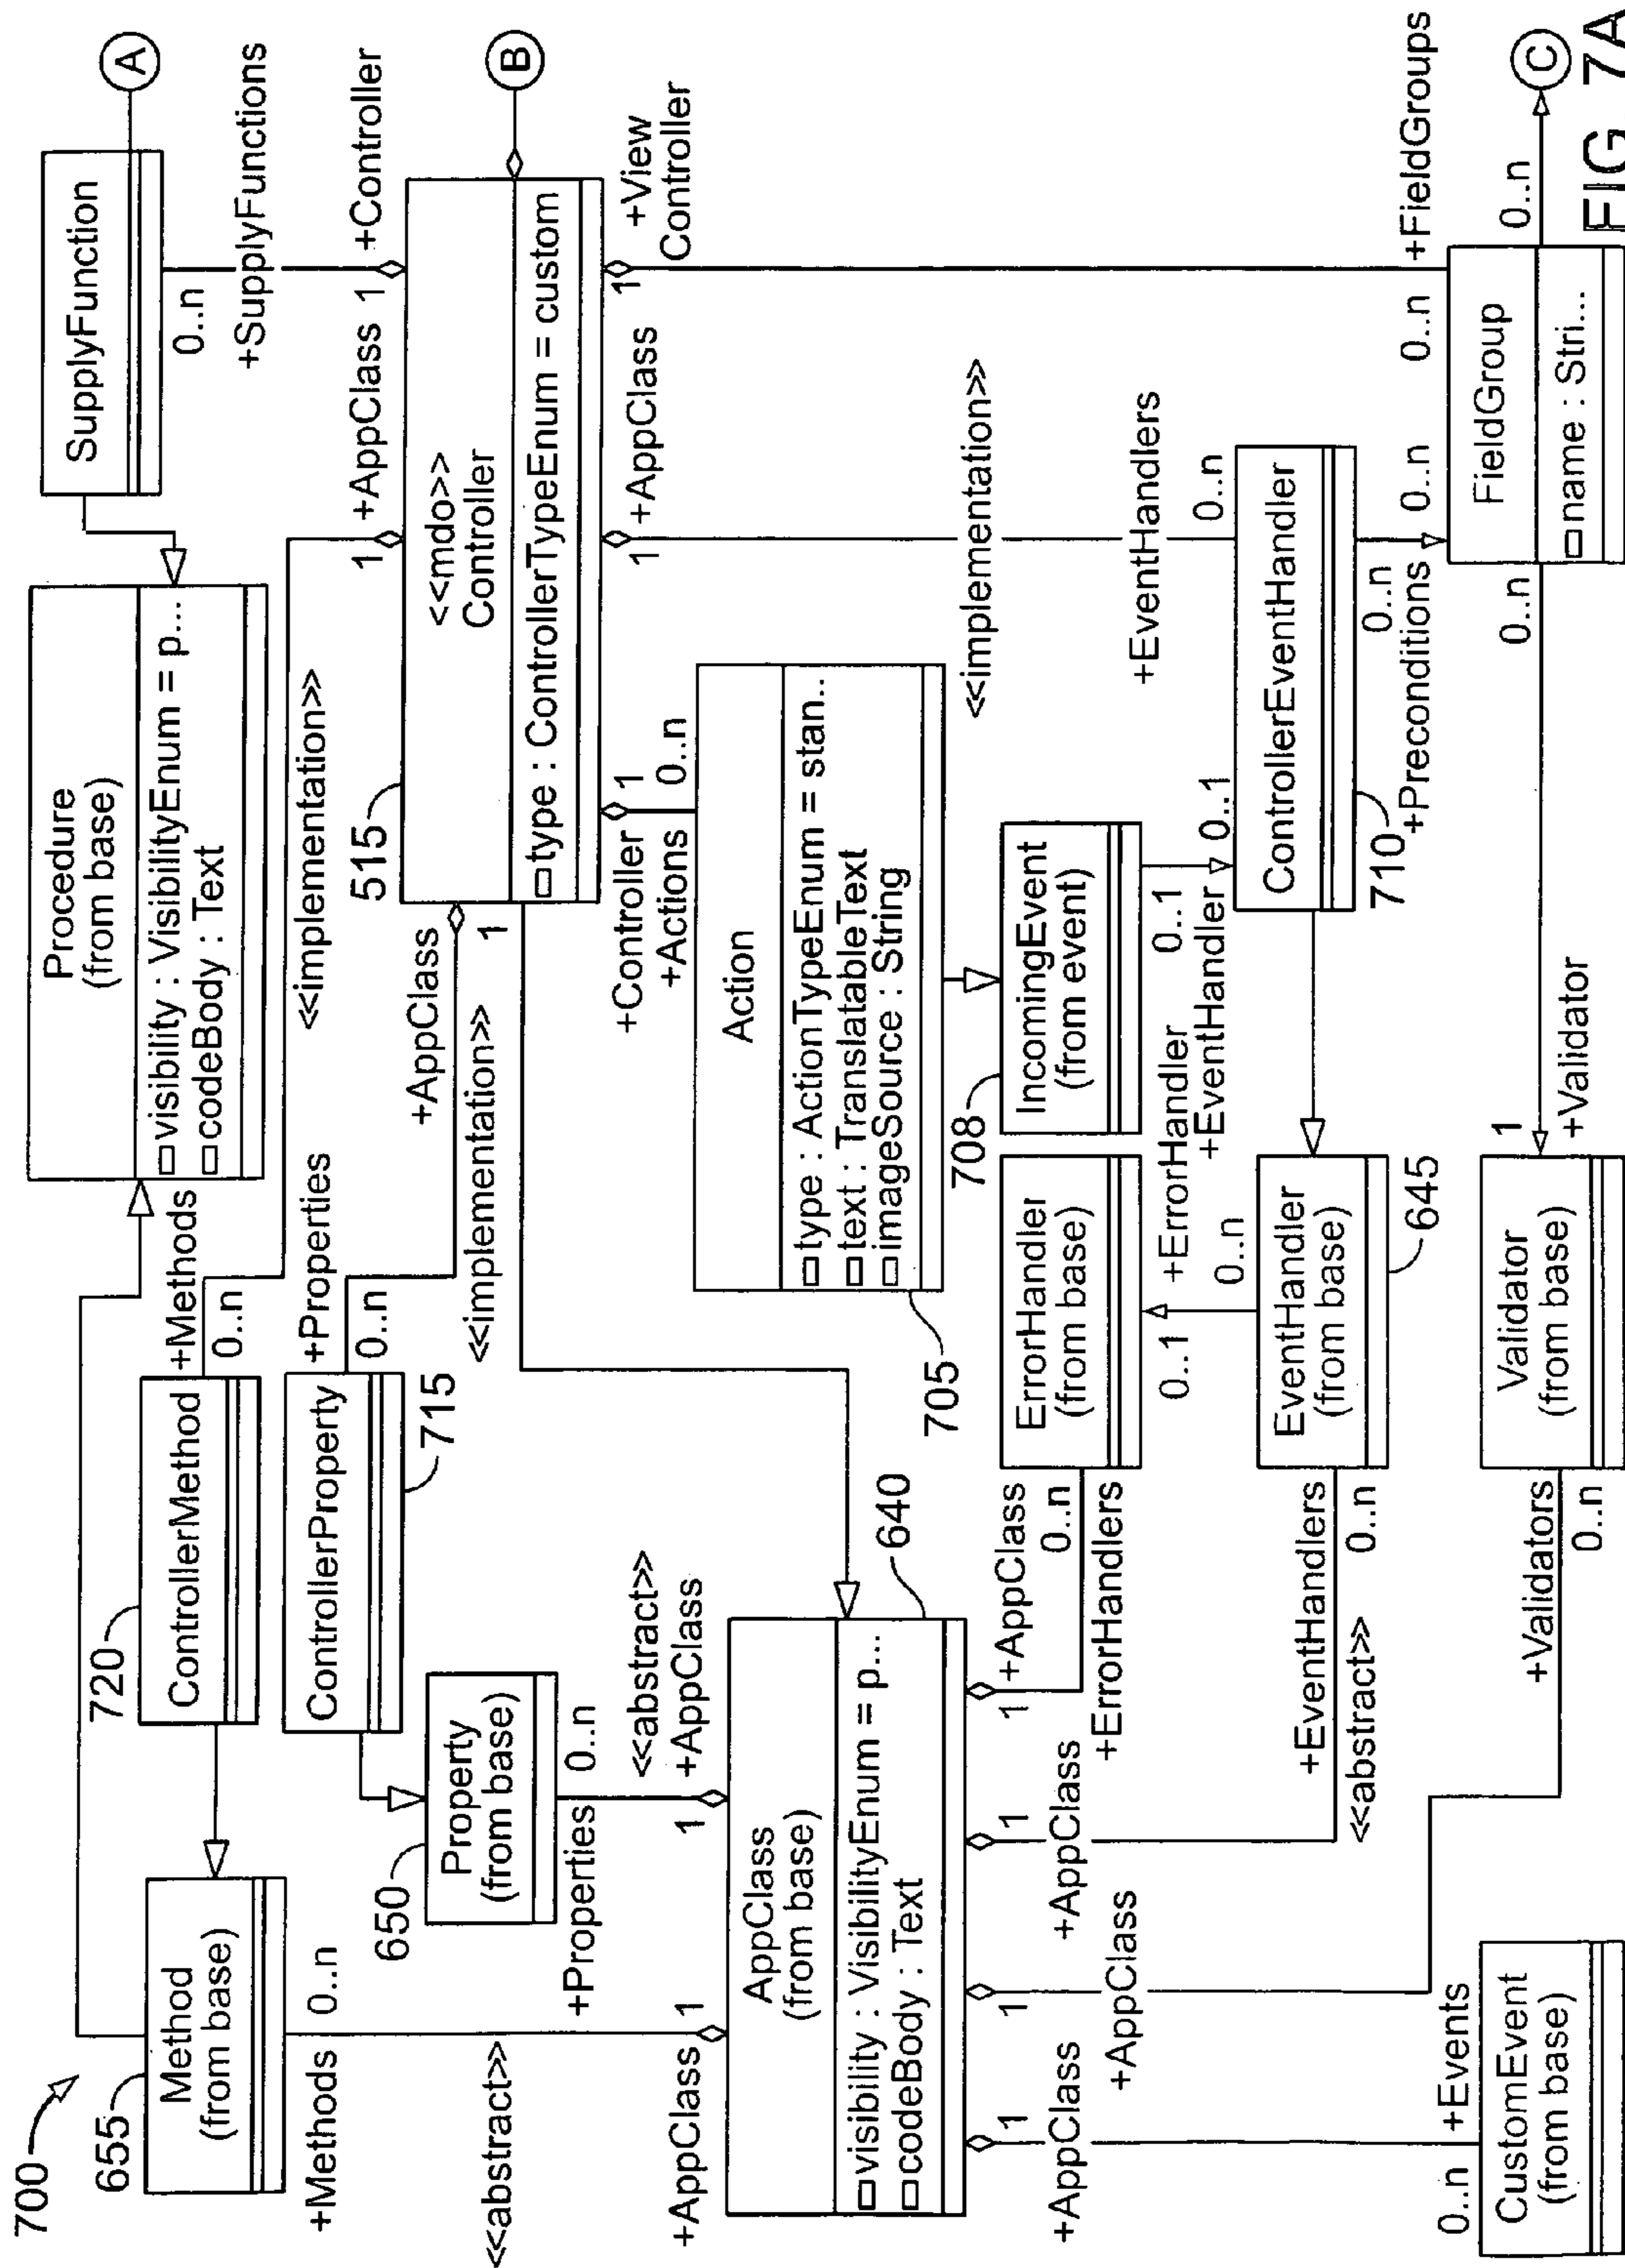 700
655
Method
(from base)
720
ControllerMethod
+Methods
0..n
Procedure
(from base)
visibility : VisibilityEnum = p...
codeBody : Text
SupplyFunction
A
+Methods
0..n
<<abstract>>
ControllerProperty
715
+Properties
0..n
<<implementation>>
0..n
+SupplyFunctions
650
Property
(from base)
+Properties
0..n
+AppClass
<<implementation>>
1
515
1
+AppClass
1
+Controller
<<mdo>>
Controller
type : ControllerTypeEnum = custom
B
<<abstract>>
+AppClass
1
+AppClass
1
AppClass
(from base)
visibility : VisibilityEnum = p...
codeBody : Text
640
+Controller
1
+Actions
0..n
1
+AppClass
1
+View
Controller
Action
type : ActionTypeEnum = stan..
text : TranslatableText
imageSource : String
705
<<implementation>>
1
+AppClass
0..n
+ErrorHandlers
ErrorHandler
(from base)
708
IncomingEvent
(from event)
+AppClass
1
+AppClass
1
+AppClass
1
0..1
+ErrorHandler
0..n
+ErrorHandler
0..1
+EventHandler
0..1
+EventHandlers
0..n
+EventHandlers
0..n
<<abstract>>
EventHandler
(from base)
645
ControllerEventHandler
710
0..n
+Preconditions
0..n
0..n
+FieldGroups
0..n
+Events
CustomEvent
(from base)
+Validators
0..n
Validator
(from base)
1
+Validator
0..n
FieldGroup
name : Stri...
0..n
C
FIG. 7A